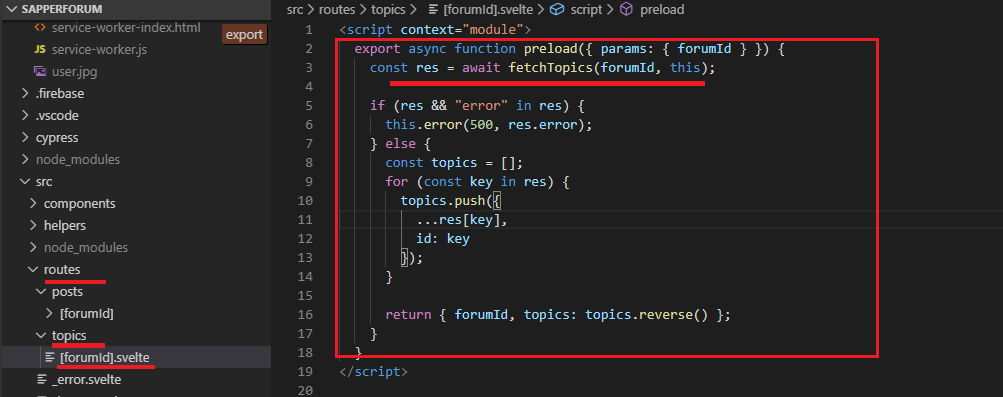 SAPPERFORUM
service-worker-index.html
export
JS service-worker.js
user.jpg
.firebase
.vscode
cypress
node_modules
src
components
helpers
node_modules
routes
posts
[forumId]
topics
[forumId].svelte
_error.svelte
src > routes > topics > [forumId].svelte > script > preload
1 <script context="module">
2 export async function preload({ params: { forumId } }) {
3 const res = await fetchTopics(forumId, this);
4
5 if (res && "error" in res) {
6 this.error(500, res.error);
7 } else {
8 const topics = [];
9 for (const key in res) {
10 topics.push({
11 ...res[key],
12 id: key
13 });
14 }
15
16 return { forumId, topics: topics.reverse() };
17 }
18 }
19 </script>
20